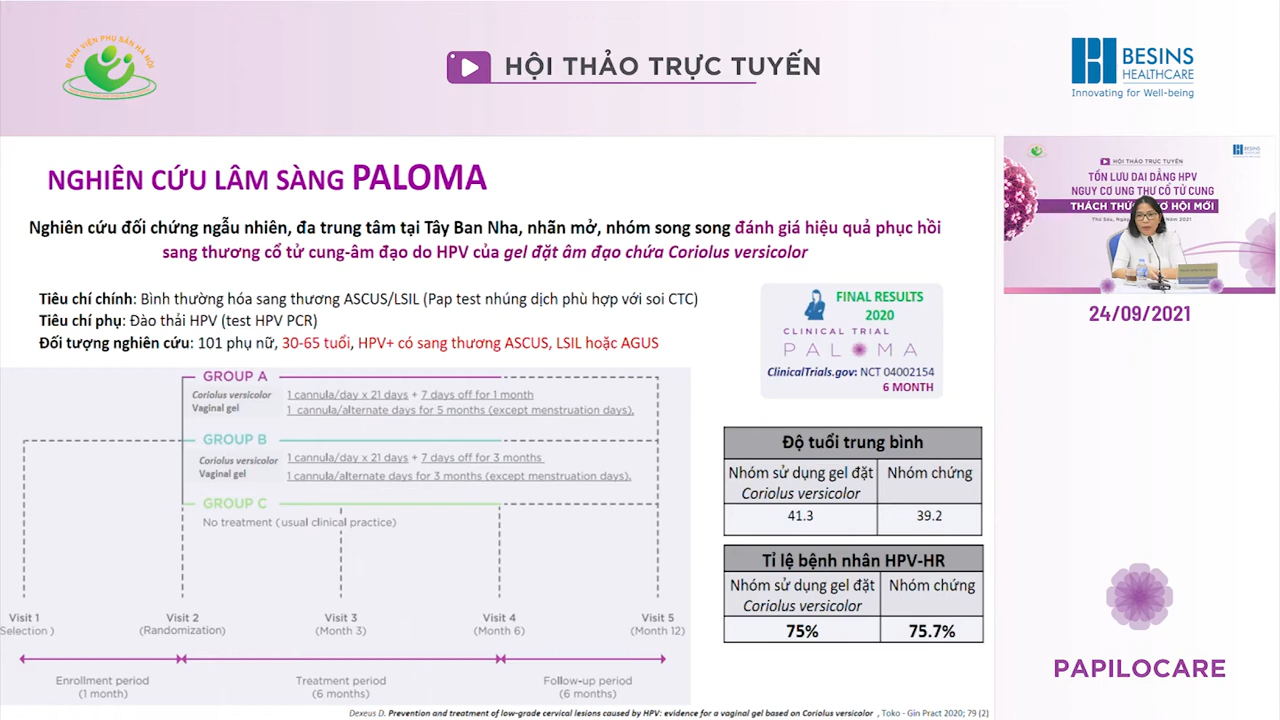 BỆNH VIỆN PHỤ SẢN HÀ NỘI
HỘI THẢO TRỰC TUYẾN
BESINS
HEALTHCARE
Innovating for Well-being
NGHIÊN CỨU LÂM SÀNG PALOMA
Nghiên cứu đối chứng ngẫu nhiên, đa trung tâm tại Tây Ban Nha, nhãn mở, nhóm song song đánh giá hiệu quả phục hồi
sang thương cổ tử cung-âm đạo do HPV của gel đặt âm đạo chứa Coriolus versicolor
Tiêu chí chính: Bình thường hóa sang thương ASCUS/LSIL (Pap test nhúng dịch phù hợp với soi CTC)
Tiêu chí phụ: Đào thải HPV (test HPV PCR)
Đối tượng nghiên cứu: 101 phụ nữ, 30-65 tuổi, HPV+ có sang thương ASCUS, LSIL hoặc AGUS
FINAL RESULTS
2020
CLINICAL TRIAL
PALOMA
ClinicalTrials.gov: NCT 04002154
6 MONTH
GROUP A
Coriolus versicolor
Vaginal gel
1 cannula/day x 21 days + 7 days off for 1 month
1 cannula/alternate days for 5 months (except menstruation days).
GROUP B
Coriolus versicolor
Vaginal gel
1 cannula/day x 21 days + 7 days off for 3 months
1 cannula/alternate days for 3 months (except menstruation days).
GROUP C
No treatment (usual clinical practice)
Visit 1
Selection )
Visit 2
(Randomization)
Visit 3
(Month 3)
Visit 4
(Month 6)
Visit 5
(Month 12)
Enrollment period
(1 month)
Treatment period
(6 months)
Follow-up period
(6 months)
Độ tuổi trung bình
Nhóm sử dụng gel đặt
Coriolus versicolor
Nhóm chứng
41.3
39.2
Tỉ lệ bệnh nhân HPV-HR
Nhóm sử dụng gel đặt
Coriolus versicolor
Nhóm chứng
75%
75.7%
Dexeus D. Prevention and treatment of low-grade cervical lesions caused by HPV: evidence for a vaginal gel based on Coriolus versicolor , Toko - Gin Pract 2020; 79 (2)
BESINS
HỘI THẢO TRỰC TUYẾN
TỒN LƯU DAI DẲNG HPV
NGUY CƠ UNG THƯ CỔ TỬ CUNG
24/09/2021
PAPILOCARE